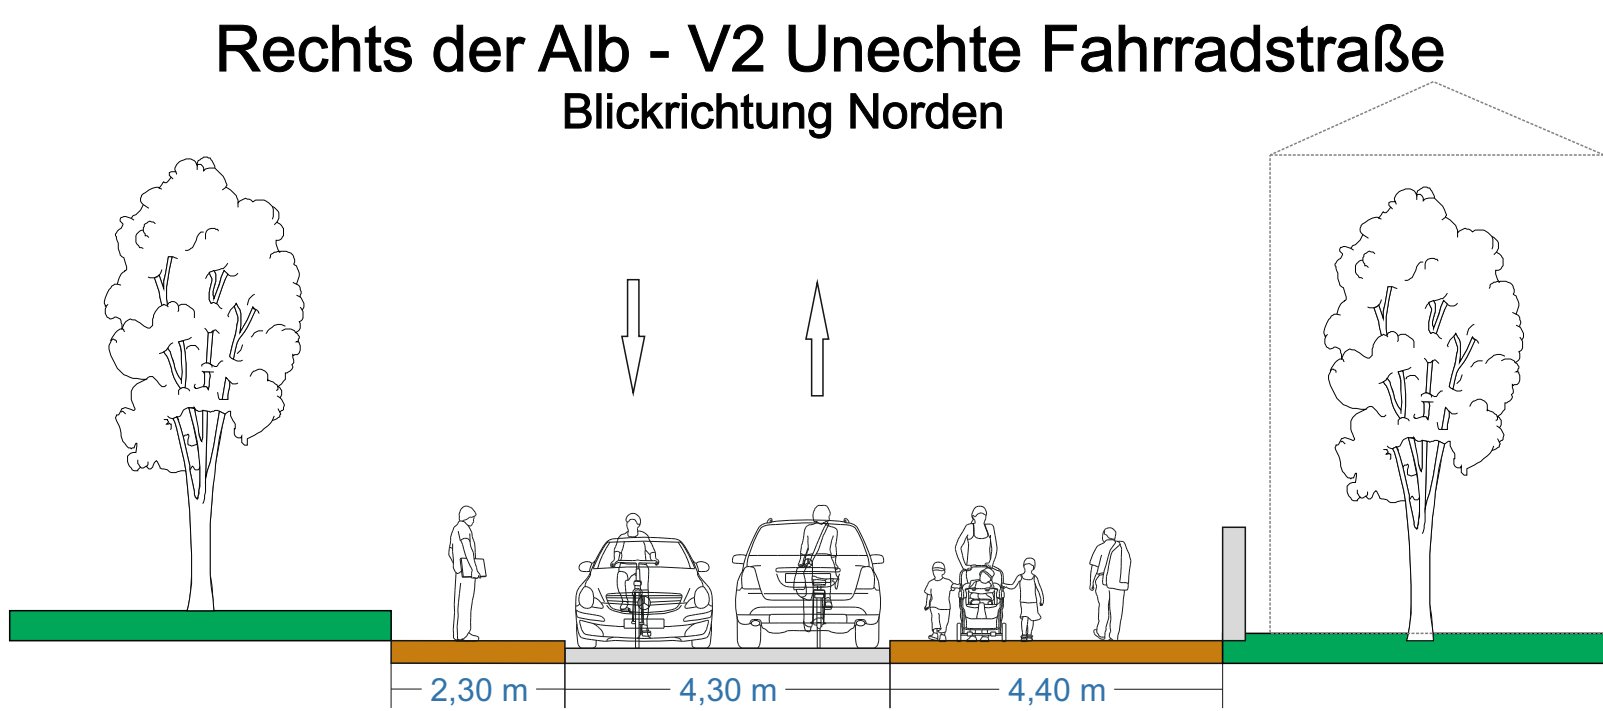 Rechts der Alb - V2 Unechte Fahrradstraße
Blickrichtung Norden
2,30 m 4,30 m 4,40 m